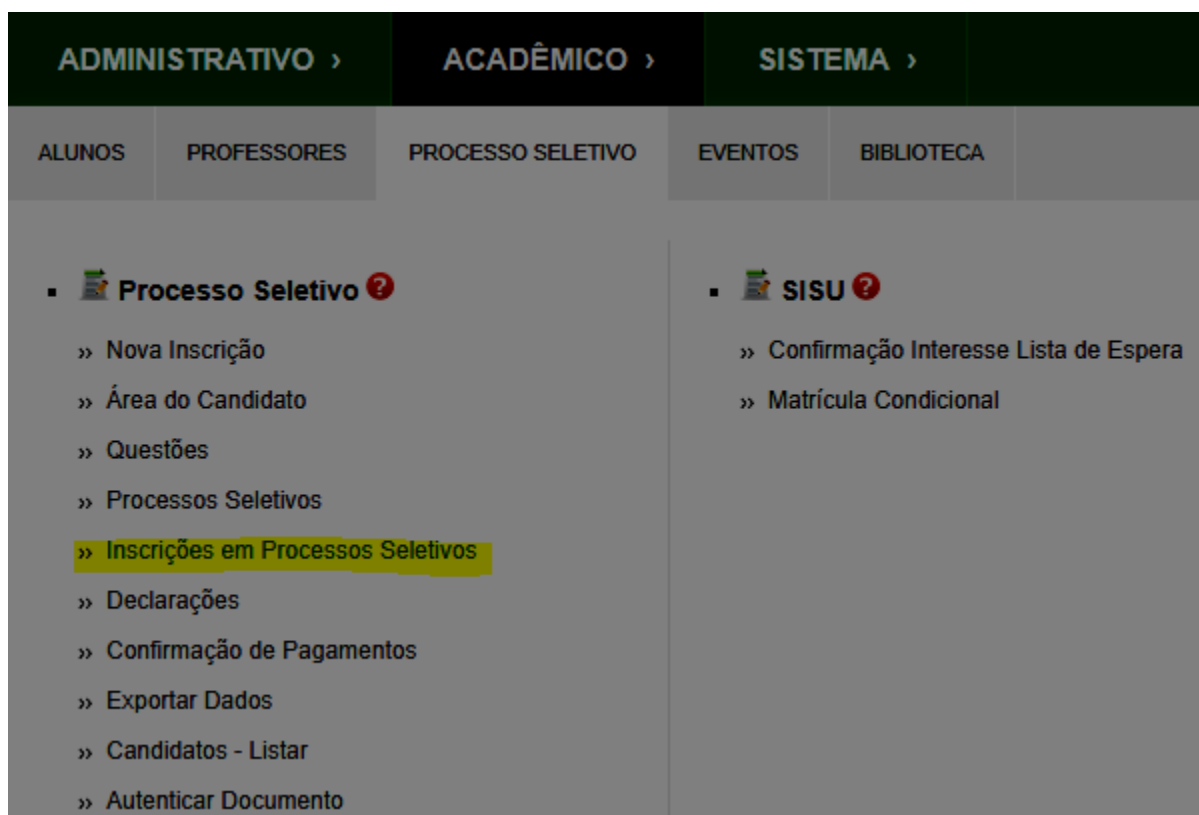 ADMINISTRATIVO › ACADÊMICO › SISTEMA ›
ALUNOS PROFESSORES PROCESSO SELETIVO EVENTOS BIBLIOTECA
Processo Seletivo ?
» Nova Inscrição
» Área do Candidato
» Questões
» Processos Seletivos
» Inscrições em Processos Seletivos
» Declarações
» Confirmação de Pagamentos
» Exportar Dados
» Candidatos - Listar
» Autenticar Documento
SISU ?
» Confirmação Interesse Lista de Espera
» Matrícula Condicional